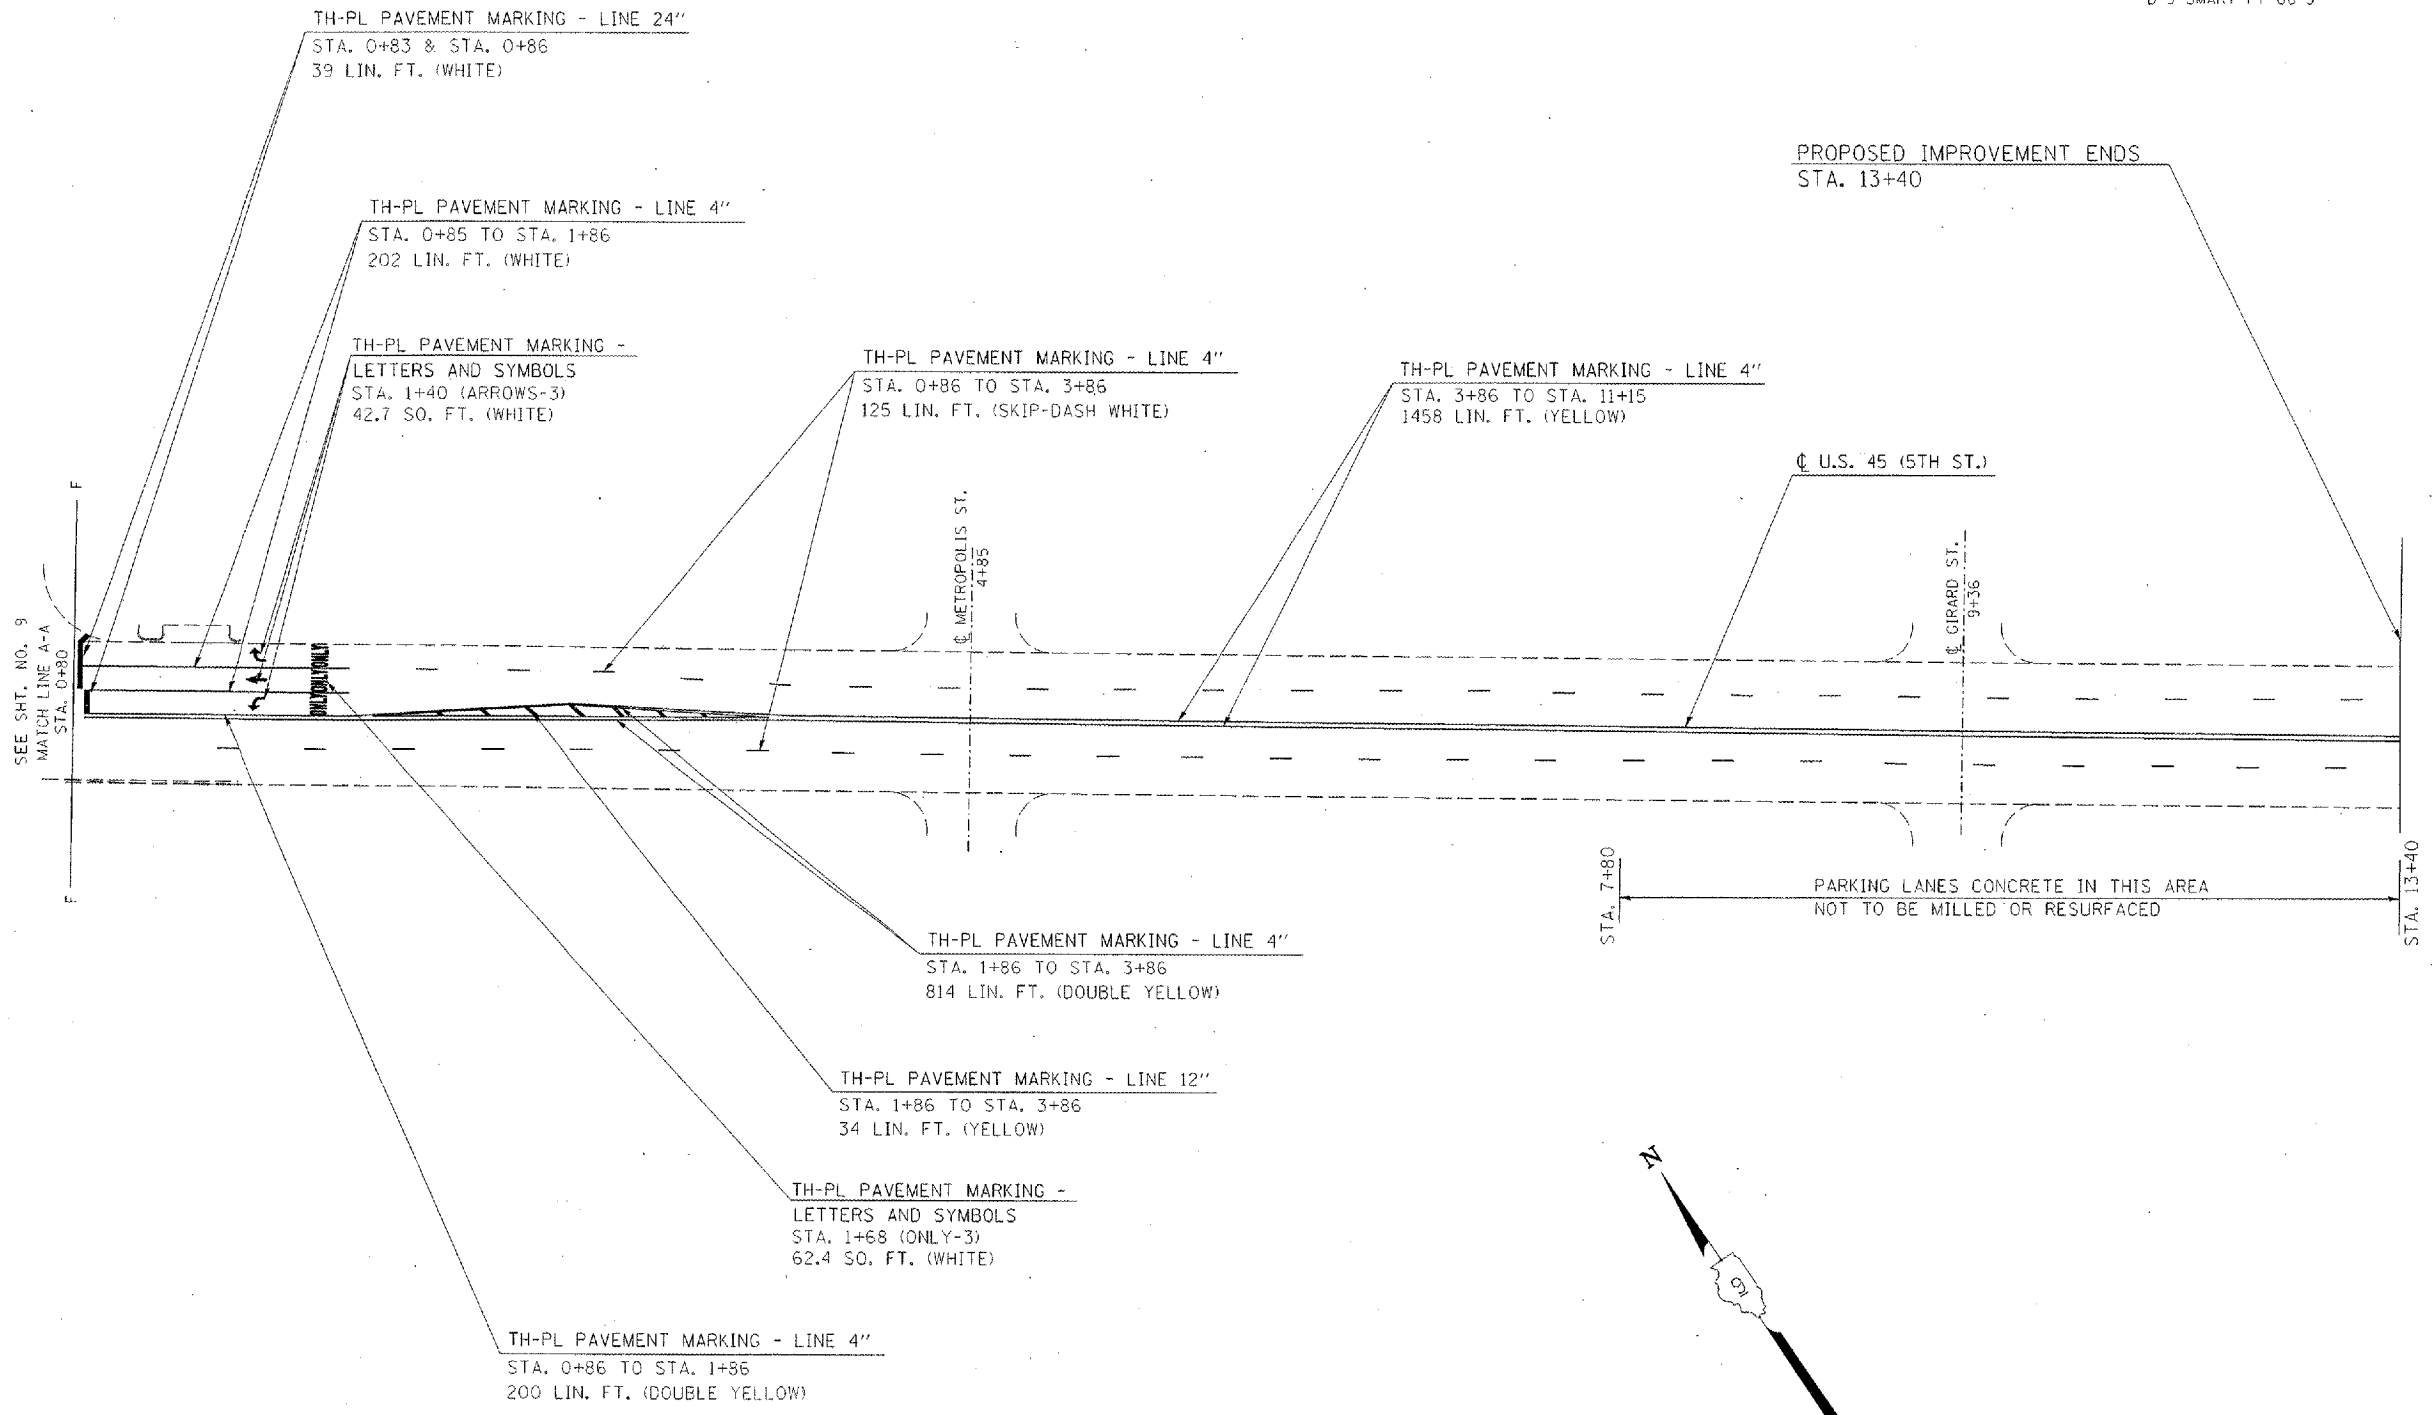 TH-PL PAVEMENT MARKING - LINE 24"
STA. 0+83 & STA. 0+86
39 LIN. FT. (WHITE)
PROPOSED IMPROVEMENT ENDS
STA. 13+40
TH-PL PAVEMENT MARKING - LINE 4"
STA. 0+85 TO STA. 1+86
202 LIN. FT. (WHITE)
TH-PL PAVEMENT MARKING -
LETTERS AND SYMBOLS
STA. 1+40 (ARROWS-3)
42.7 SQ. FT. (WHITE)
TH-PL PAVEMENT MARKING - LINE 4"
STA. 0+86 TO STA. 3+86
125 LIN. FT. (SKIP-DASH WHITE)
TH-PL PAVEMENT MARKING - LINE 4"
STA. 3+86 TO STA. 11+15
1458 LIN. FT. (YELLOW)
℄ U.S. 45 (5TH ST.)
F
SEE SHT. NO. 9
MATCH LINE A-A
STA. 0+80
F
ONLY ONLY ONLY
℄ METROPOLIS ST.
4+85
℄ GIRARD ST.
9+36
STA. 7+80
PARKING LANES CONCRETE IN THIS AREA
NOT TO BE MILLED OR RESURFACED
STA. 13+40
TH-PL PAVEMENT MARKING - LINE 4"
STA. 1+86 TO STA. 3+86
814 LIN. FT. (DOUBLE YELLOW)
TH-PL PAVEMENT MARKING - LINE 12"
STA. 1+86 TO STA. 3+86
34 LIN. FT. (YELLOW)
TH-PL PAVEMENT MARKING -
LETTERS AND SYMBOLS
STA. 1+68 (ONLY-3)
62.4 SQ. FT. (WHITE)
TH-PL PAVEMENT MARKING - LINE 4"
STA. 0+86 TO STA. 1+86
200 LIN. FT. (DOUBLE YELLOW)
N